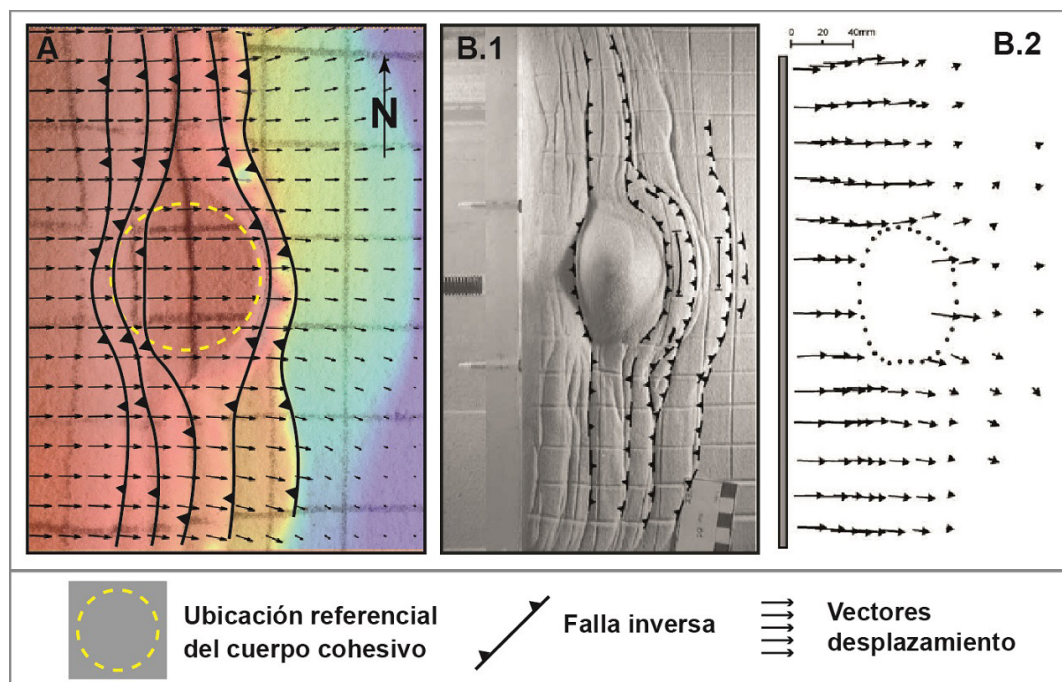 A
N
B.1
B.2
0 20 40mm
Ubicación referencial
del cuerpo cohesivo
Falla inversa
Vectores
desplazamiento